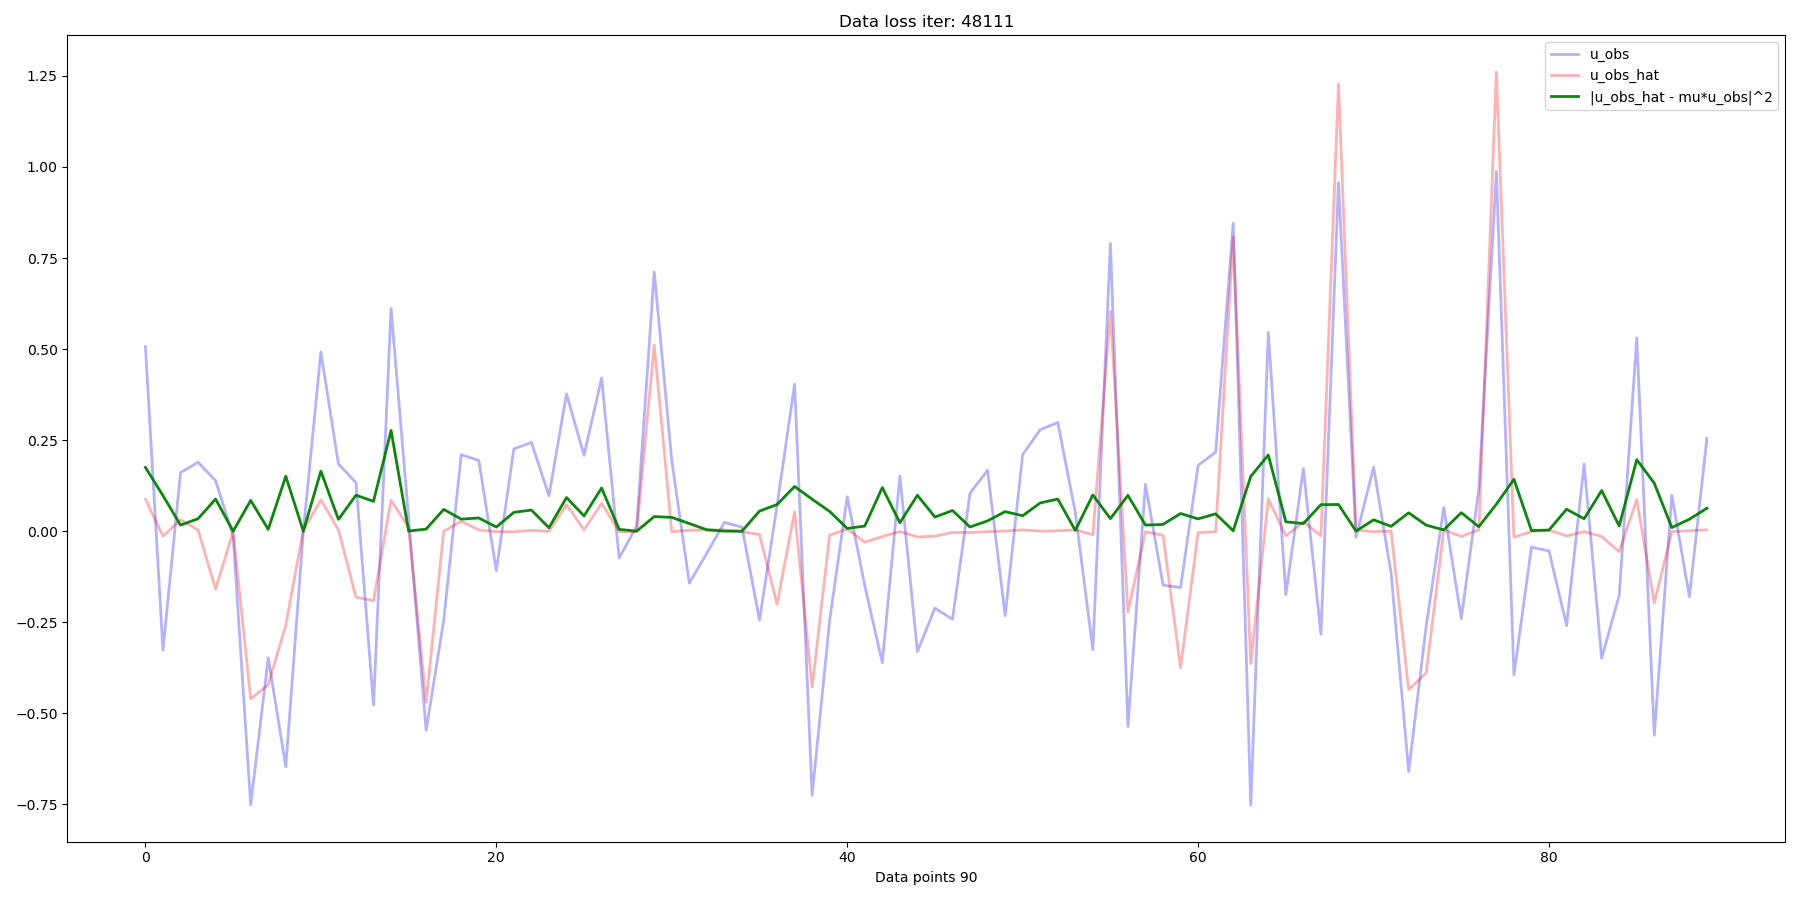 Data loss iter: 48111
u_obs
u_obs_hat
|u_obs_hat - mu*u_obs|^2
1.25
1.00
0.75
0.50
0.25
0.00
−0.25
−0.50
−0.75
0 20 40 60 80
Data points 90